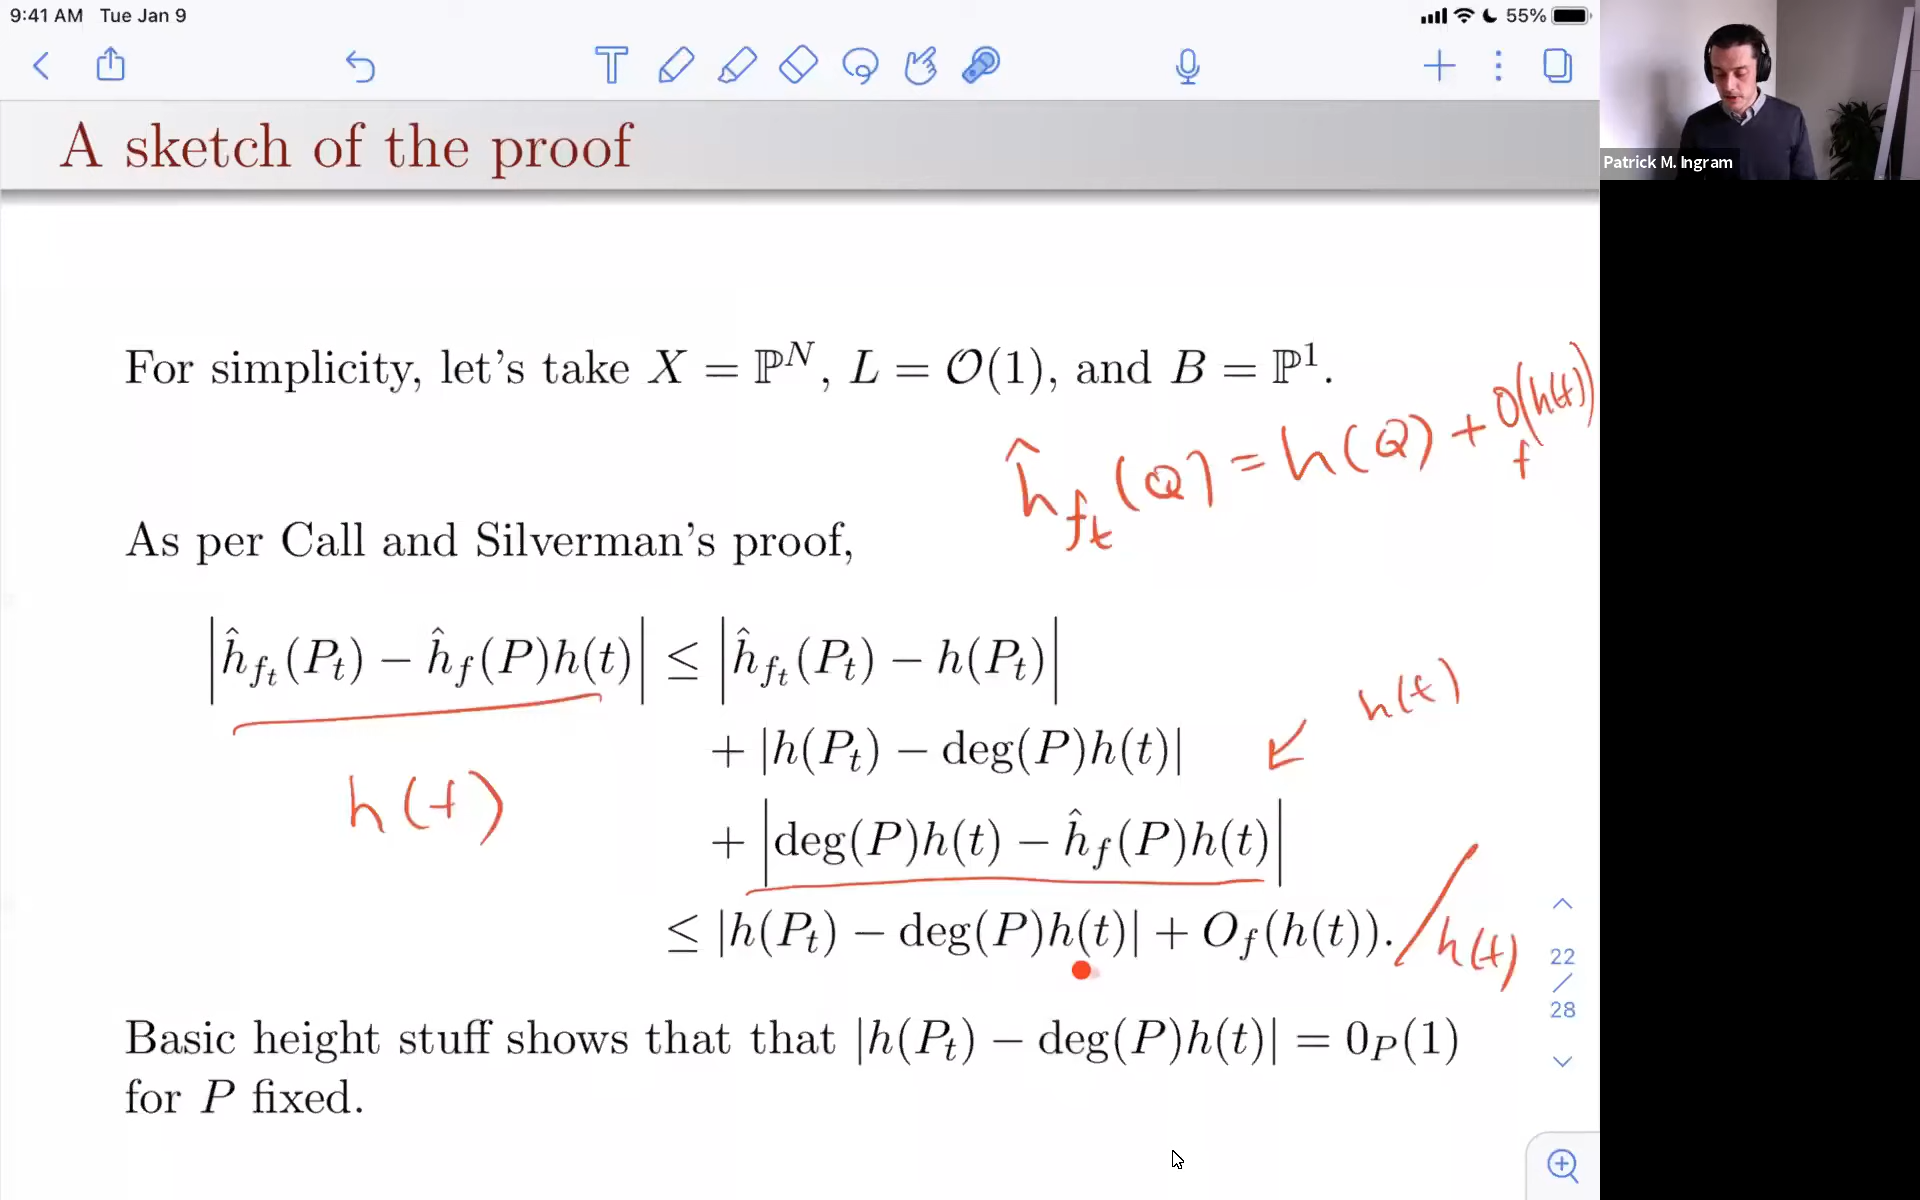 9:41 AM Tue Jan 9
55%
Patrick M. Ingram
A sketch of the proof
For simplicity, let's take X = ℙ^N, L = 𝒪(1), and B = ℙ^1.
ĥ_{f_t}(Q) = h(Q) + O_f(h(t))
As per Call and Silverman's proof,
|ĥ_{f_t}(P_t) − ĥ_f(P)h(t)| ≤ |ĥ_{f_t}(P_t) − h(P_t)|
h(t)
+ |h(P_t) − deg(P)h(t)|
h(t)
+ |deg(P)h(t) − ĥ_f(P)h(t)|
≤ |h(P_t) − deg(P)h(t)| + O_f(h(t)). / h(t)
22
/
28
Basic height stuff shows that that |h(P_t) − deg(P)h(t)| = 0_P(1)
for P fixed.